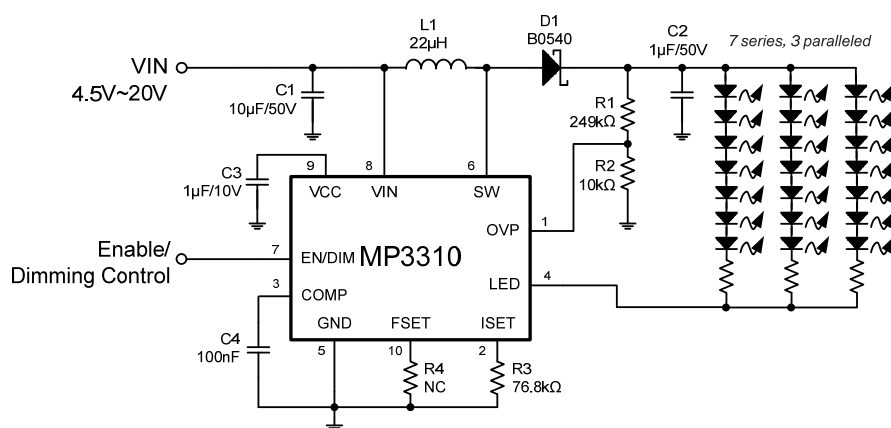 L1
22µH
D1
B0540
C2
1µF/50V
7 series, 3 paralleled
VIN
4.5V~20V
C1
10µF/50V
R1
249kΩ
R2
10kΩ
C3
1µF/10V
9
8
6
VCC
VIN
SW
1
OVP
Enable/
Dimming Control
7
EN/DIM
MP3310
4
LED
3
COMP
GND
FSET
ISET
5
10
2
C4
100nF
R4
NC
R3
76.8kΩ